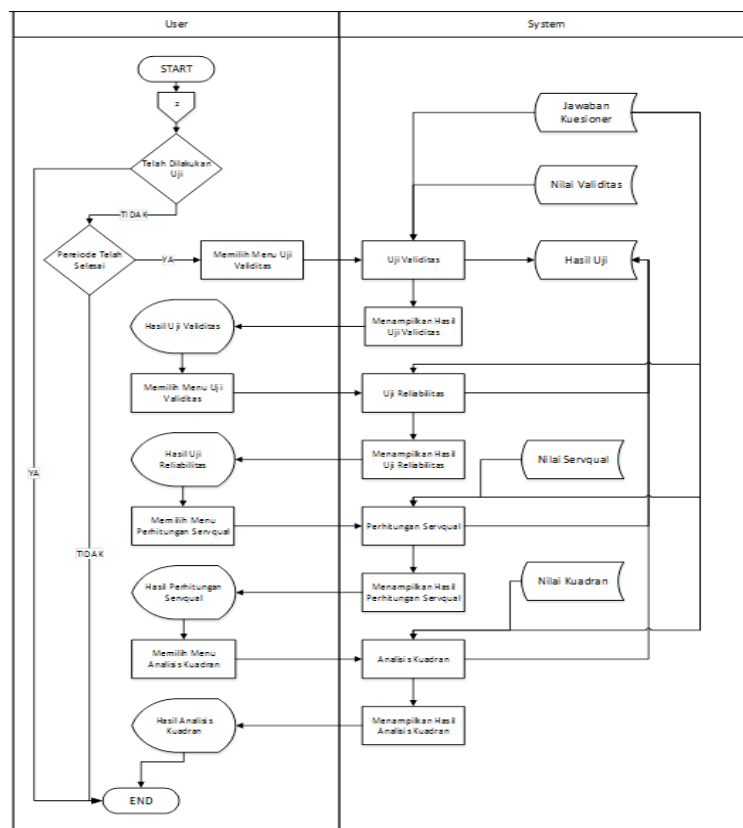 User
System
START
2
Jawaban
Kuesioner
Telah Dilakukan
Uji
Nilai Validitas
TIDAK
Pereiode Telah
Selesai
YA
Memilih Menu Uji
Validitas
Uji Validitas
Hasil Uji
Hasil Uji Validitas
Menampilkan Hasil
Uji Validitas
Memilih Menu Uji
Validitas
Uji Reliabilitas
Hasil Uji
Reliabilitas
Menampilkan Hasil
Uji Reliabilitas
Nilai Servqual
YA
Memilih Menu
Perhitungan Servqual
Perhitungan Servqual
TIDAK
Hasil Perhitungan
Servqual
Menampilkan Hasil
Perhitungan Servqual
Nilai Kuadran
Memilih Menu
Analisis Kuadran
Analisis Kuadran
Hasil Analisis
Kuadran
Menampilkan Hasil
Analisis Kuadran
END